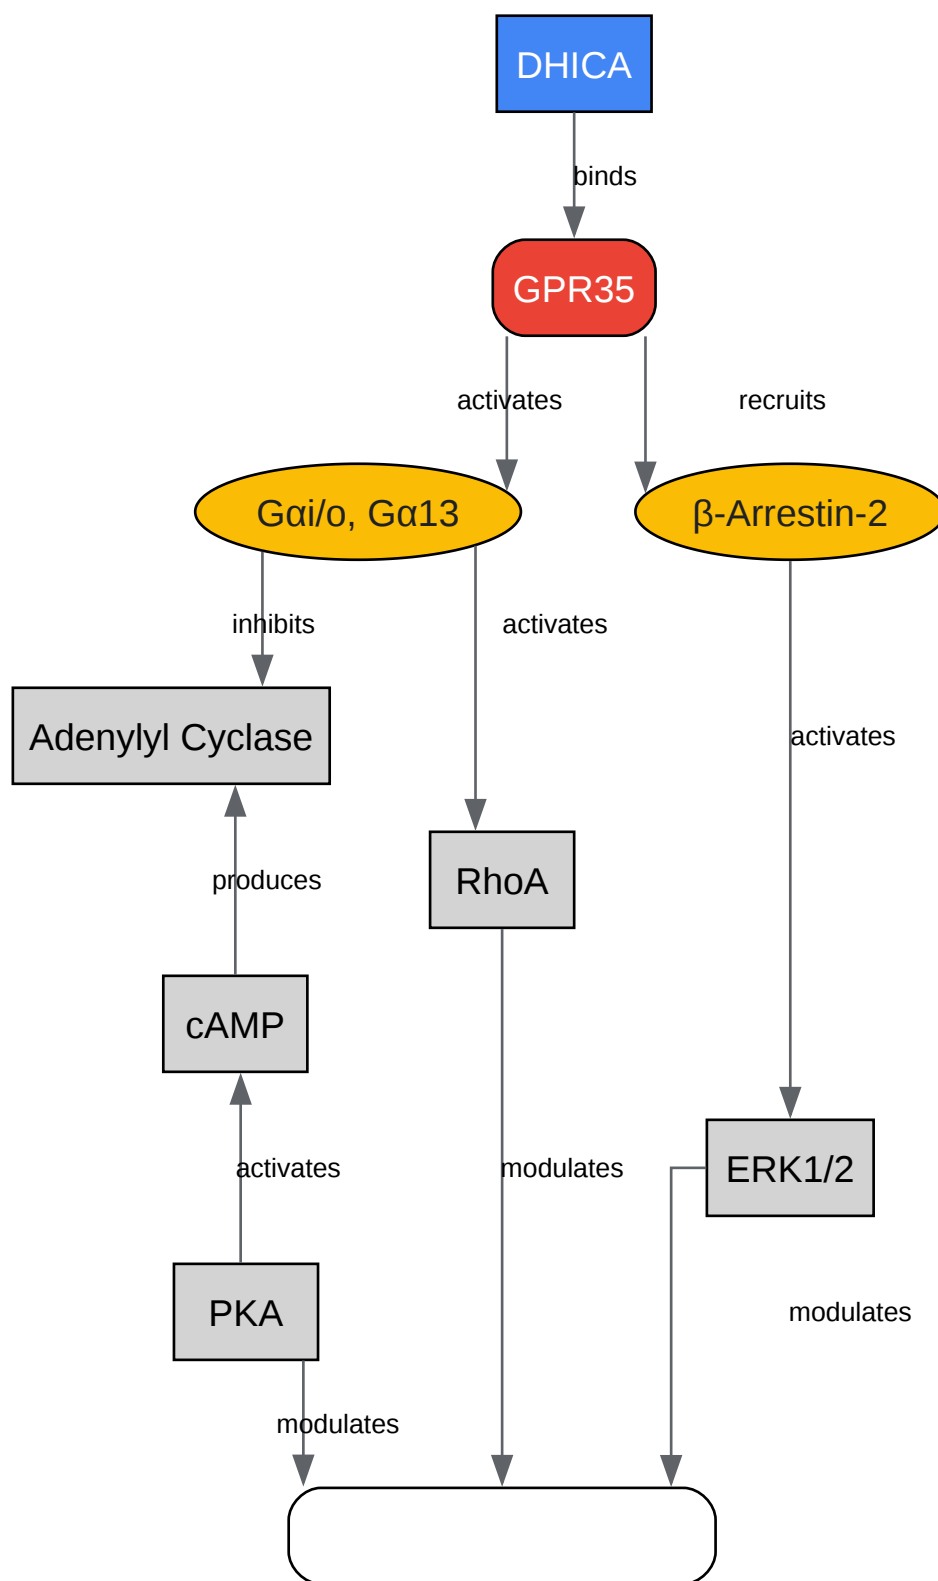 DHICA
binds
GPR35
activates
recruits
Gαi/o, Gα13
β-Arrestin-2
inhibits
activates
Adenylyl Cyclase
activates
produces
RhoA
cAMP
activates
modulates
ERK1/2
PKA
modulates
modulates